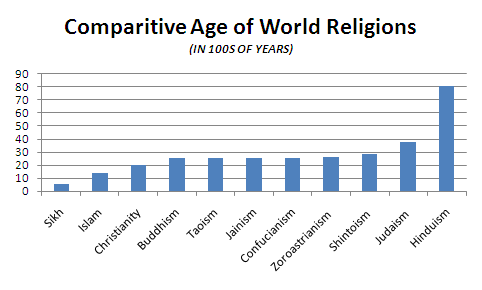 Comparitive Age of World Religions
(IN 100S OF YEARS)
90
80
70
60
50
40
30
20
10
0
Sikh
Islam
Christianity
Buddhism
Taoism
Jainism
Confucianism
Zoroastrianism
Shintoism
Judaism
Hinduism